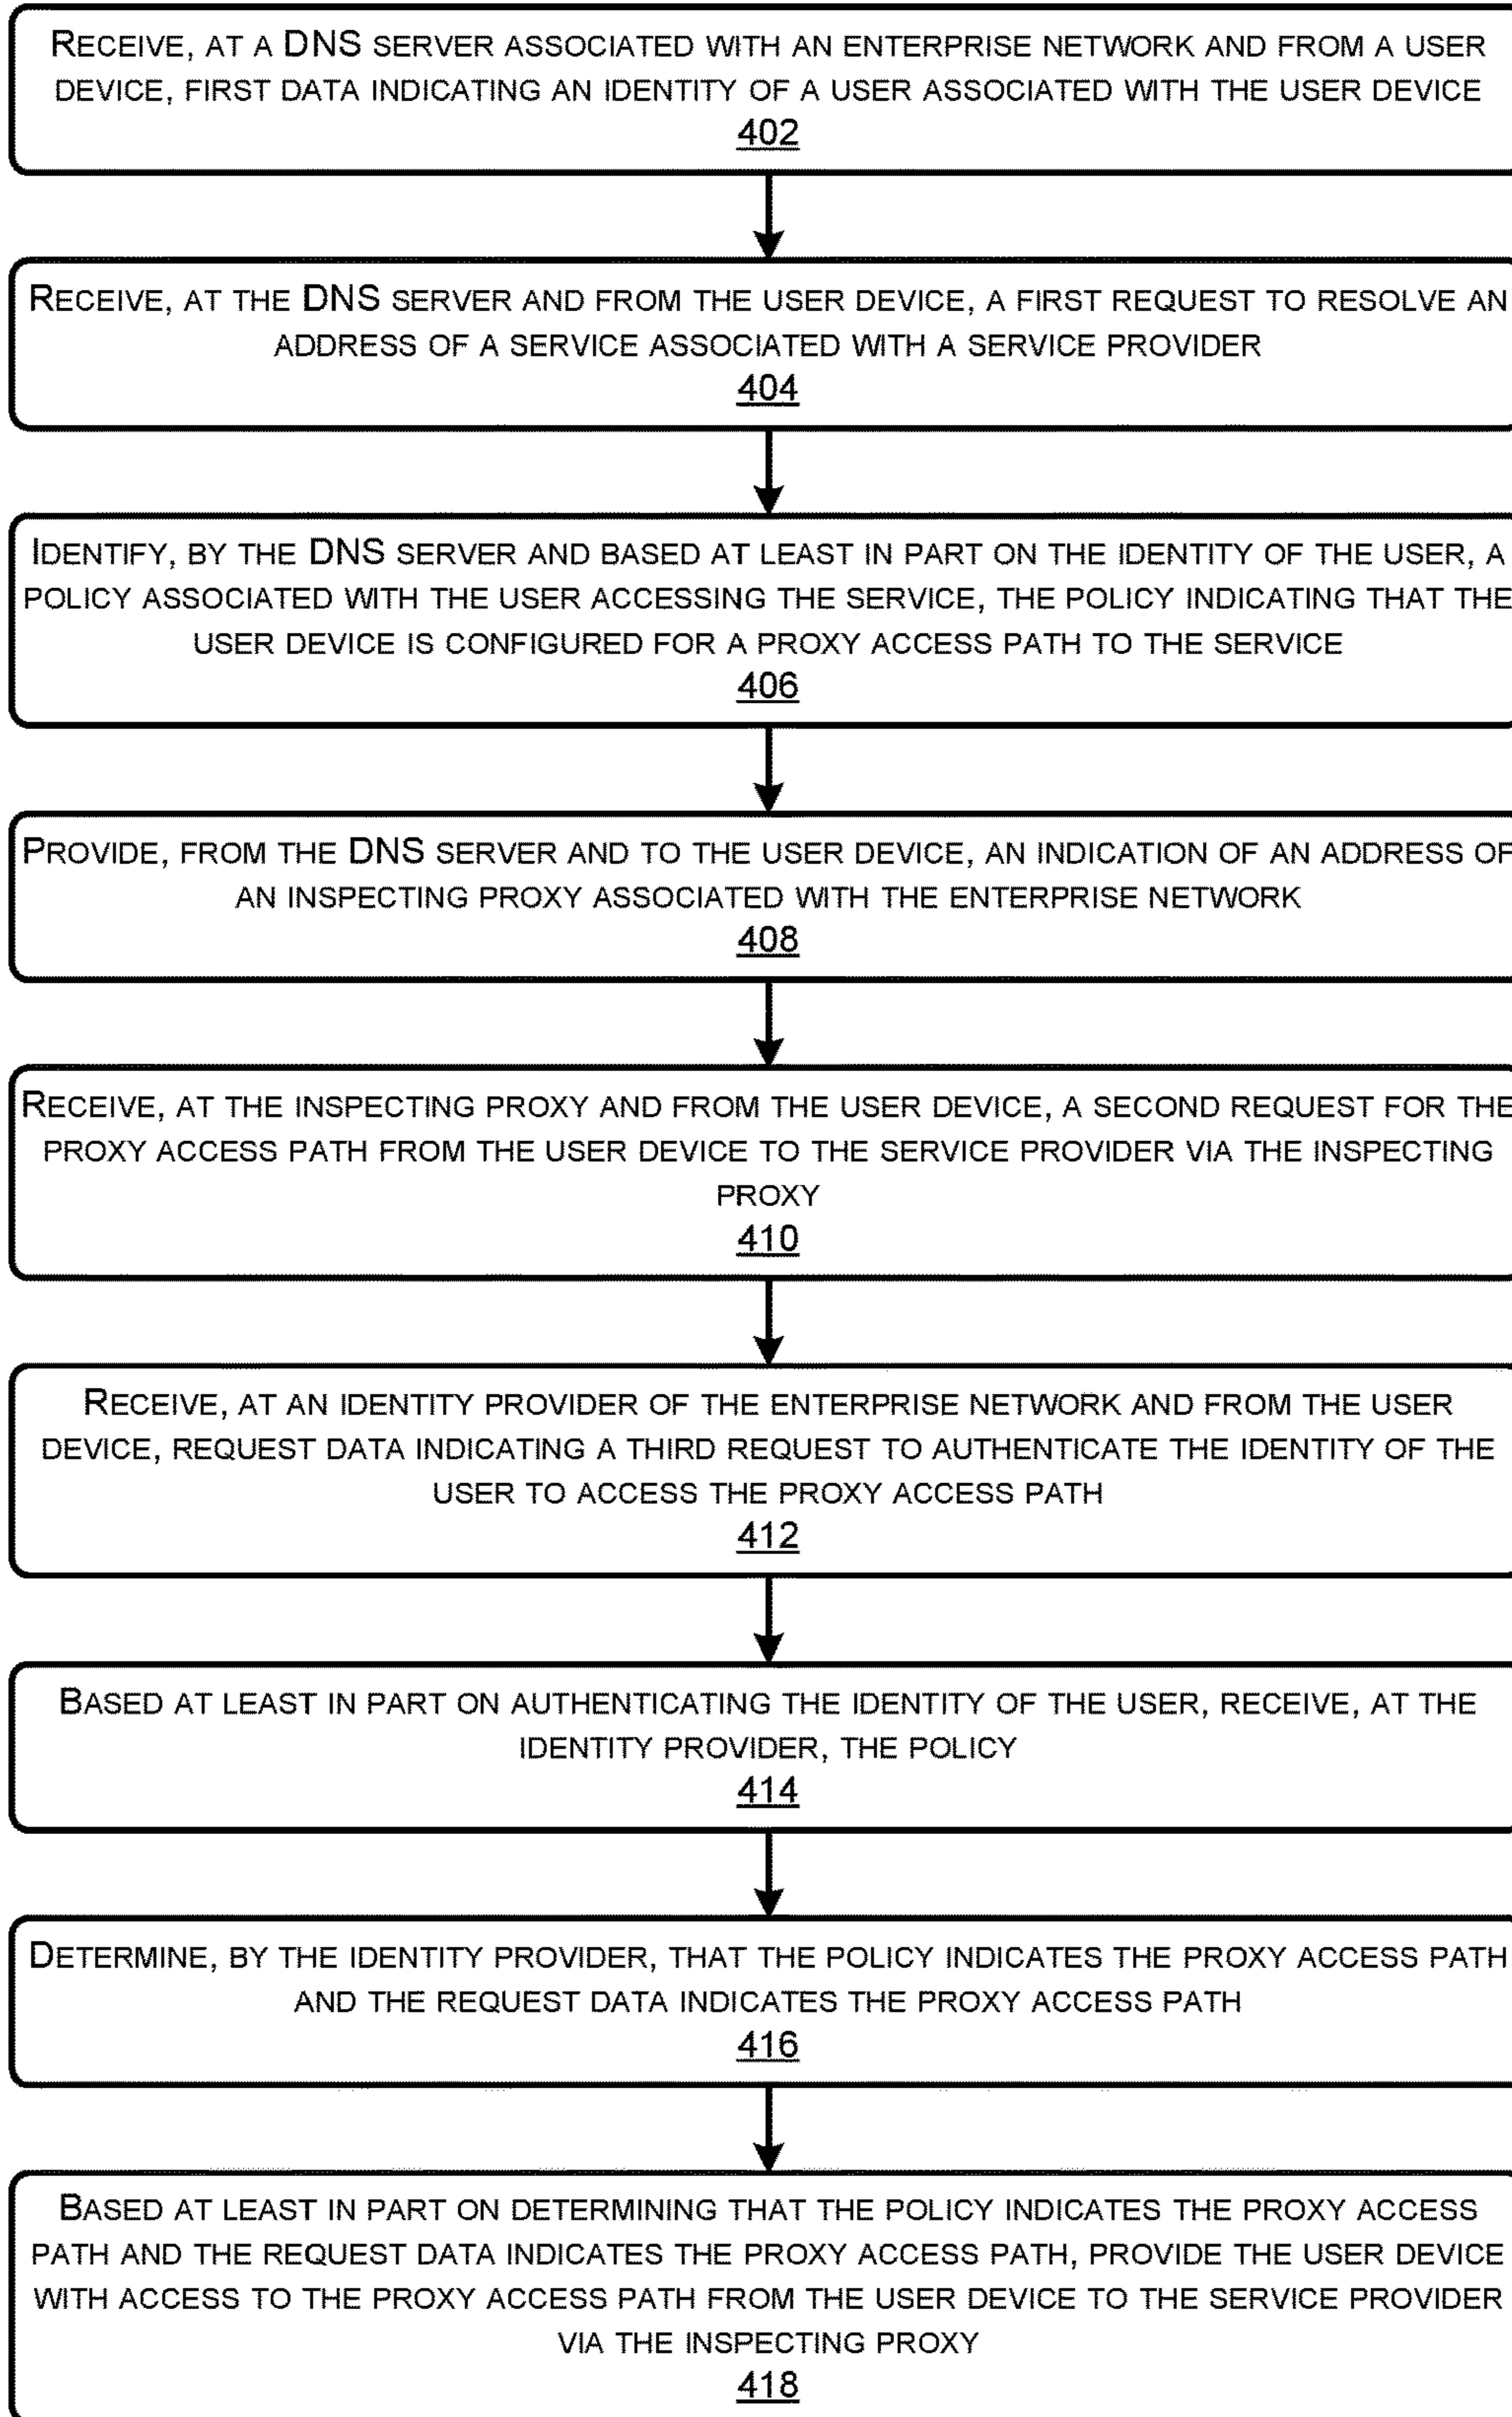 RECEIVE, AT A DNS SERVER ASSOCIATED WITH AN ENTERPRISE NETWORK AND FROM A USER
DEVICE, FIRST DATA INDICATING AN IDENTITY OF A USER ASSOCIATED WITH THE USER DEVICE
402
RECEIVE, AT THE DNS SERVER AND FROM THE USER DEVICE, A FIRST REQUEST TO RESOLVE AN
ADDRESS OF A SERVICE ASSOCIATED WITH A SERVICE PROVIDER
404
IDENTIFY, BY THE DNS SERVER AND BASED AT LEAST IN PART ON THE IDENTITY OF THE USER, A
POLICY ASSOCIATED WITH THE USER ACCESSING THE SERVICE, THE POLICY INDICATING THAT THE
USER DEVICE IS CONFIGURED FOR A PROXY ACCESS PATH TO THE SERVICE
406
PROVIDE, FROM THE DNS SERVER AND TO THE USER DEVICE, AN INDICATION OF AN ADDRESS OF
AN INSPECTING PROXY ASSOCIATED WITH THE ENTERPRISE NETWORK
408
RECEIVE, AT THE INSPECTING PROXY AND FROM THE USER DEVICE, A SECOND REQUEST FOR THE
PROXY ACCESS PATH FROM THE USER DEVICE TO THE SERVICE PROVIDER VIA THE INSPECTING
PROXY
410
RECEIVE, AT AN IDENTITY PROVIDER OF THE ENTERPRISE NETWORK AND FROM THE USER
DEVICE, REQUEST DATA INDICATING A THIRD REQUEST TO AUTHENTICATE THE IDENTITY OF THE
USER TO ACCESS THE PROXY ACCESS PATH
412
BASED AT LEAST IN PART ON AUTHENTICATING THE IDENTITY OF THE USER, RECEIVE, AT THE
IDENTITY PROVIDER, THE POLICY
414
DETERMINE, BY THE IDENTITY PROVIDER, THAT THE POLICY INDICATES THE PROXY ACCESS PATH
AND THE REQUEST DATA INDICATES THE PROXY ACCESS PATH
416
BASED AT LEAST IN PART ON DETERMINING THAT THE POLICY INDICATES THE PROXY ACCESS
PATH AND THE REQUEST DATA INDICATES THE PROXY ACCESS PATH, PROVIDE THE USER DEVICE
WITH ACCESS TO THE PROXY ACCESS PATH FROM THE USER DEVICE TO THE SERVICE PROVIDER
VIA THE INSPECTING PROXY
418